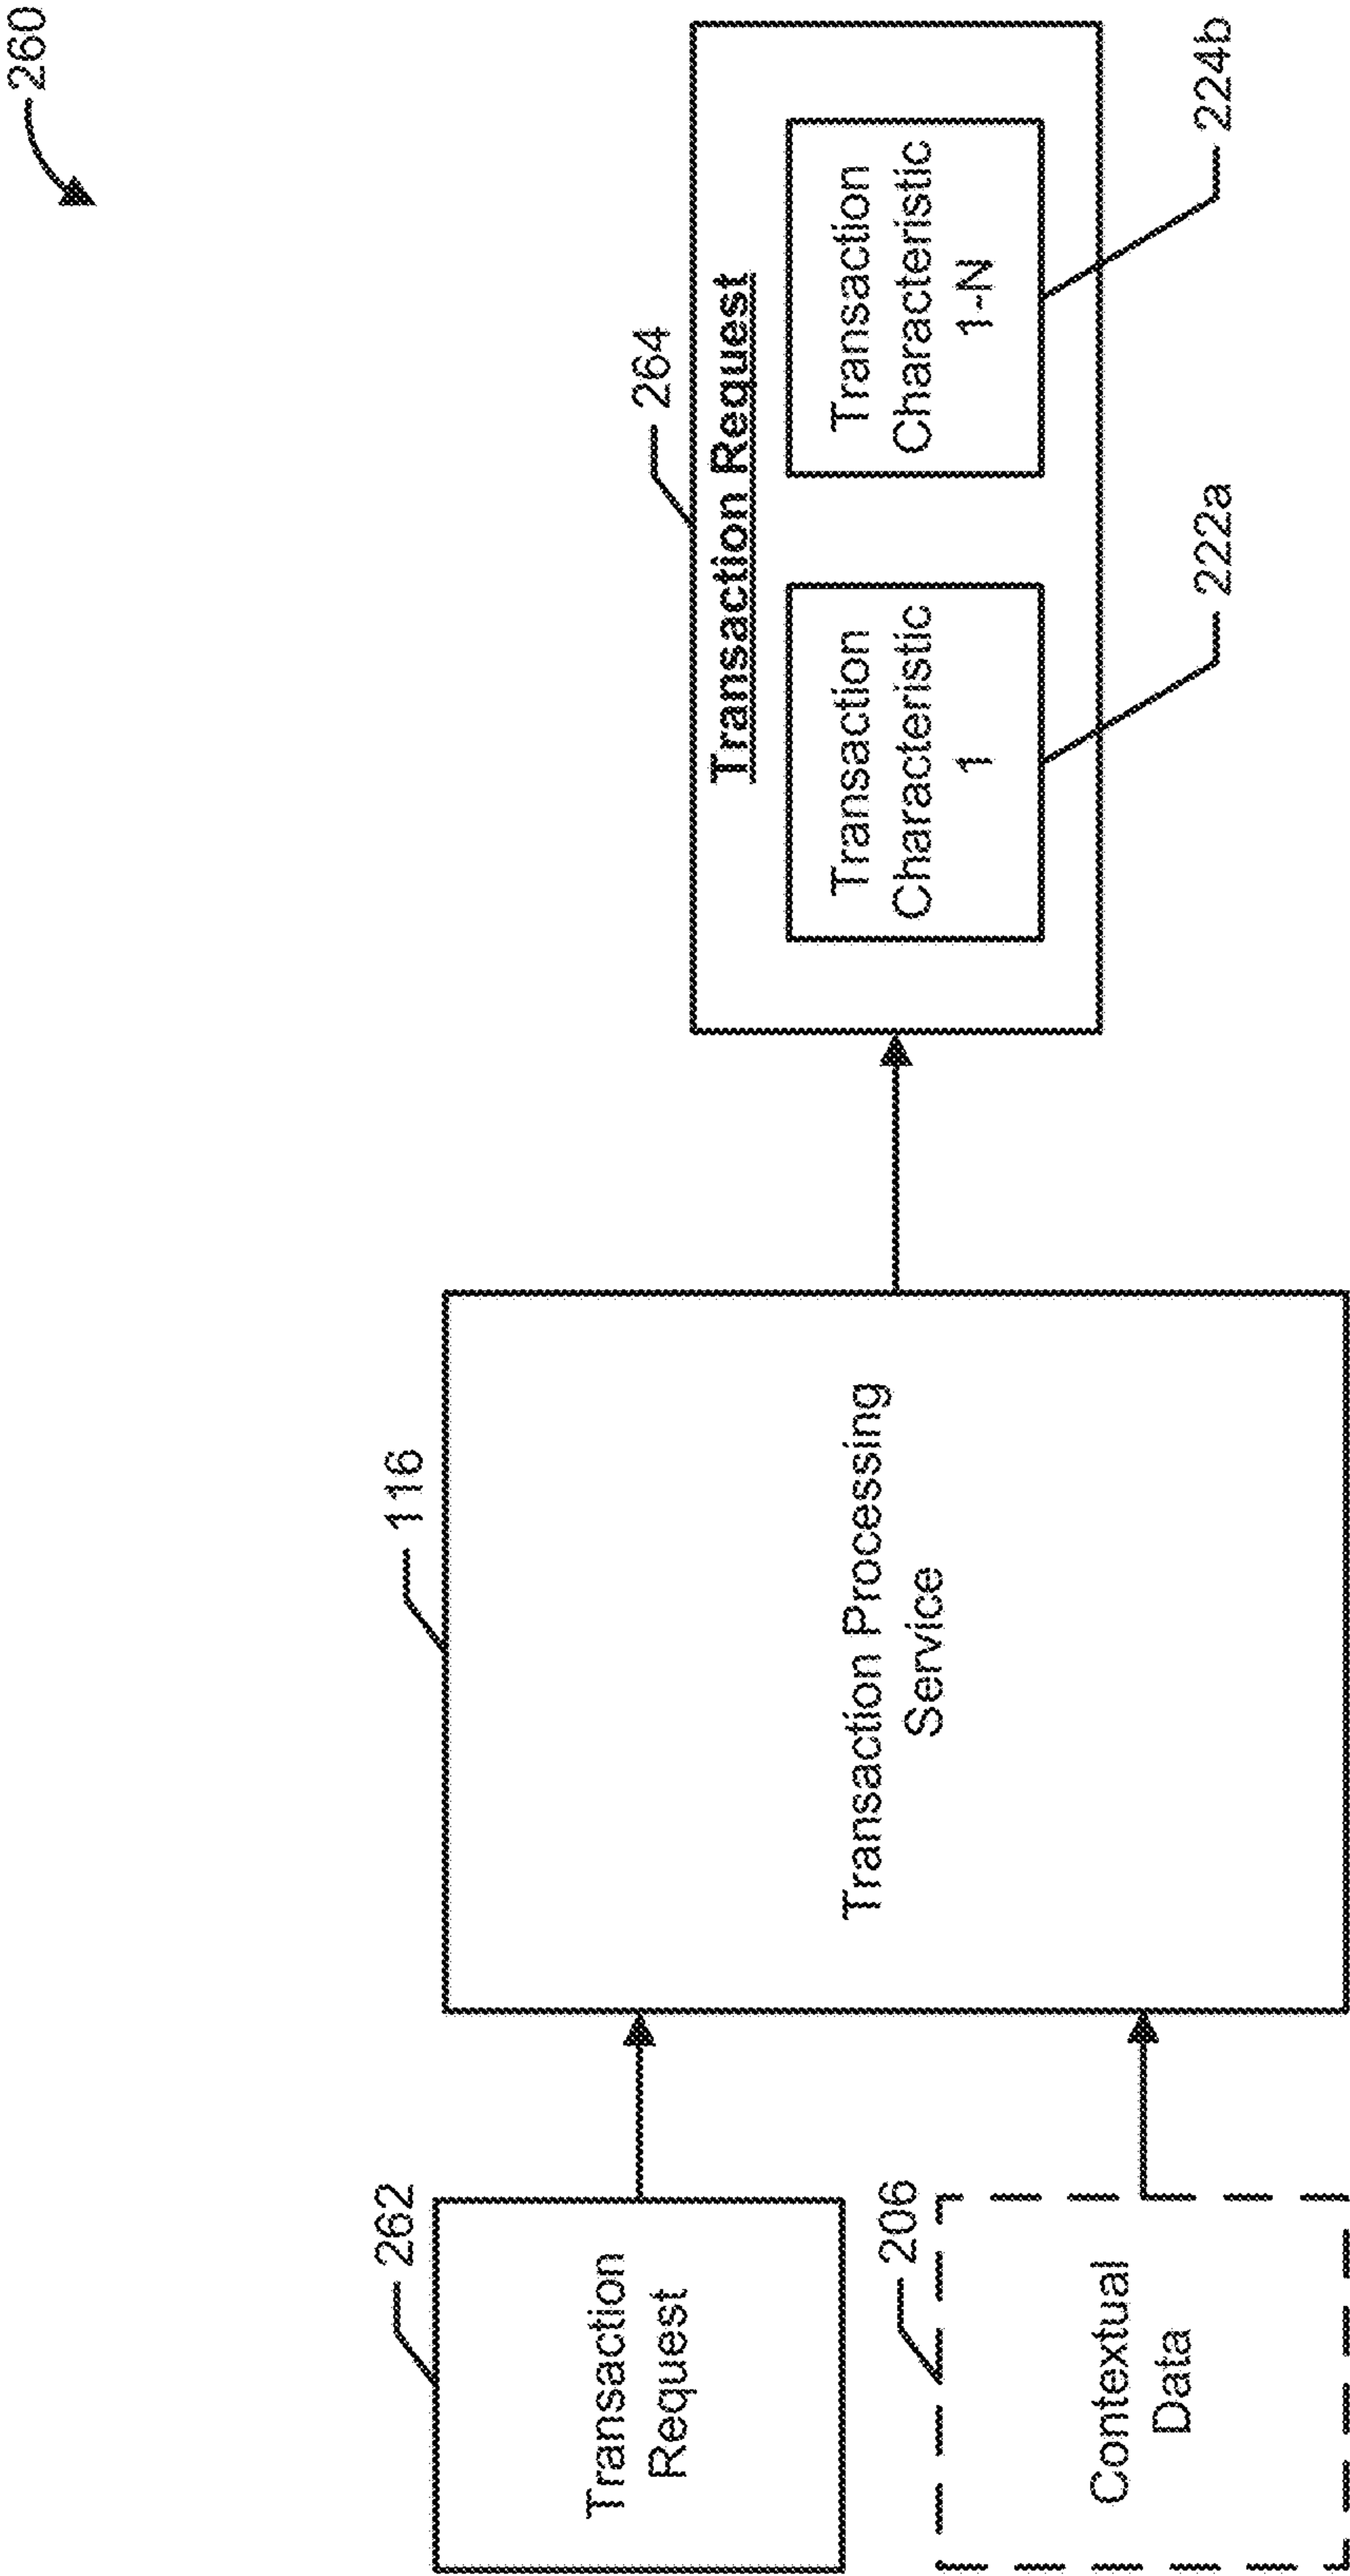 260
262
Transaction
Request
206
Contextual
Data
116
Transaction Processing
Service
264
Transaction Request
Transaction
Characteristic
1
222a
Transaction
Characteristic
1-N
224b